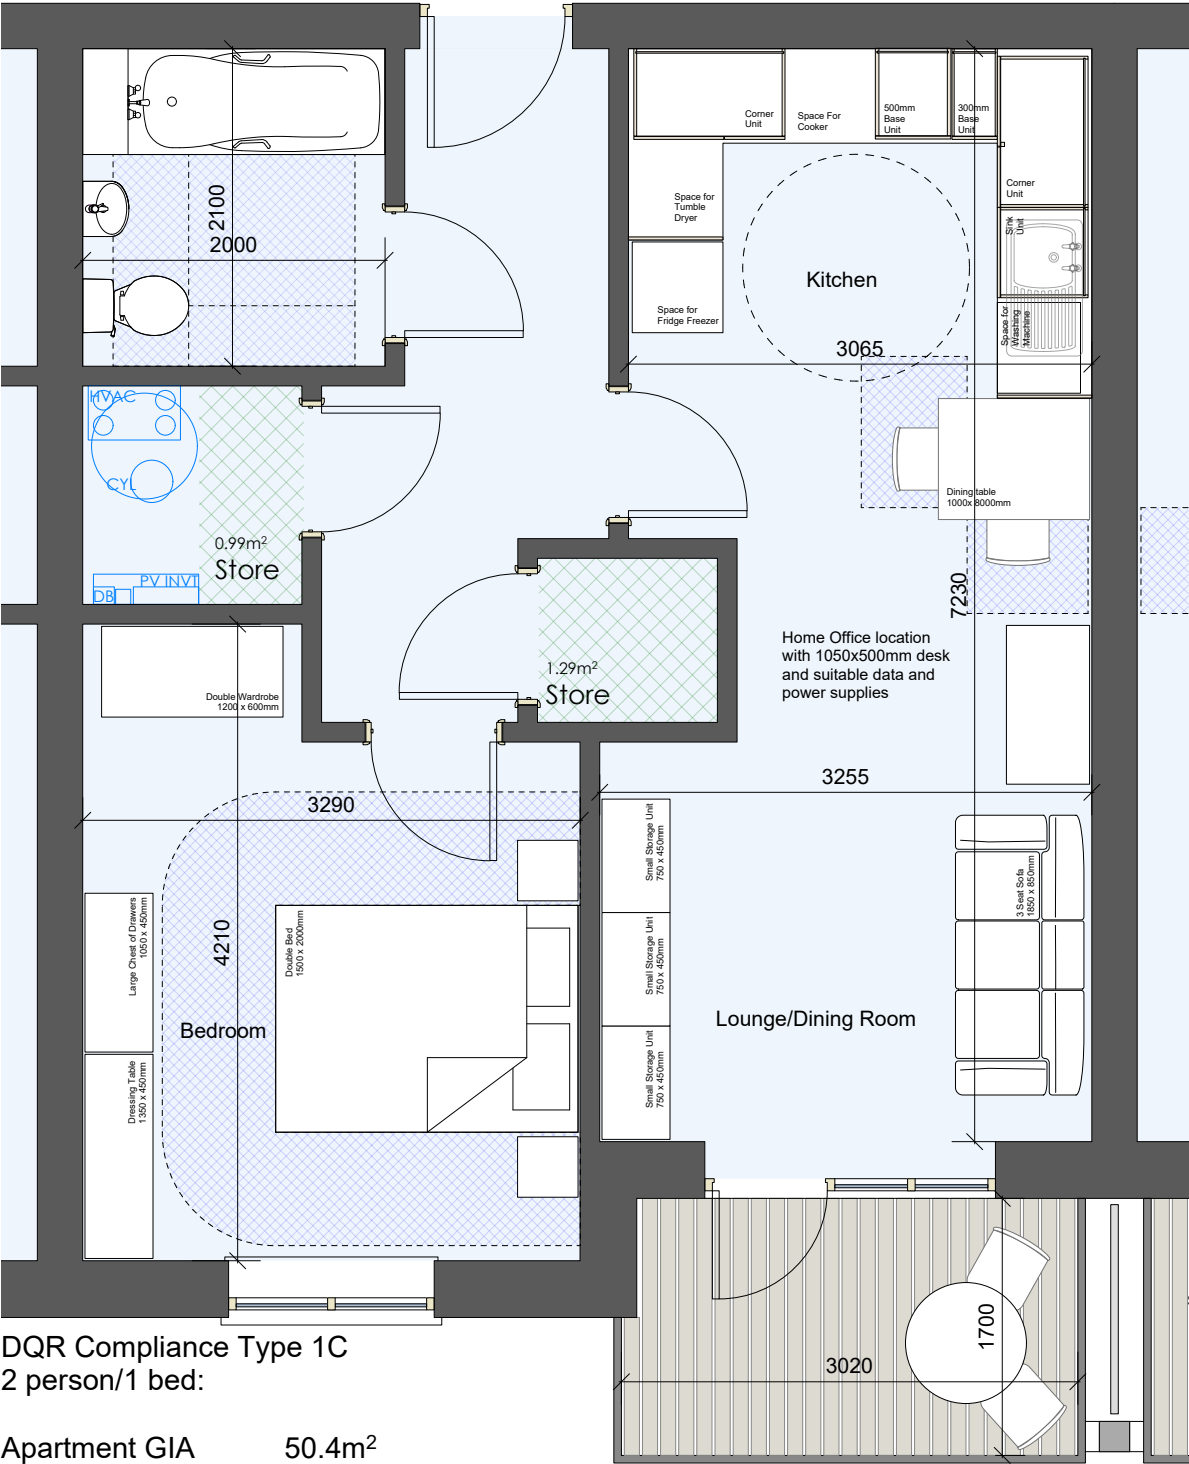 Corner
Unit
Space For
Cooker
500mm
Base
Unit
300mm
Base
Unit
Corner
Unit
Space for
Tumble
Dryer
2100
2000
Sink
Unit
Kitchen
Space for
Fridge Freezer
Space for
Washing
Machine
3065
HVAC
CYL
Dining table
1000x 8000mm
0.99m²
Store
PV INVT
DB
7230
Home Office location
with 1050x500mm desk
and suitable data and
power supplies
1.29m²
Store
Double Wardrobe
1200 x 600mm
3255
3290
Small Storage Unit
750 x 450mm
3 Seat Sofa
1850 x 850mm
Large Chest of Drawers
1050 x 450mm
4210
Double Bed
1500 x 2000mm
Small Storage Unit
750 x 450mm
Bedroom
Lounge/Dining Room
Dressing Table
1350 x 450mm
Small Storage Unit
750 x 450mm
1700
3020
DQR Compliance Type 1C
2 person/1 bed:
Apartment GIA 50.4m²